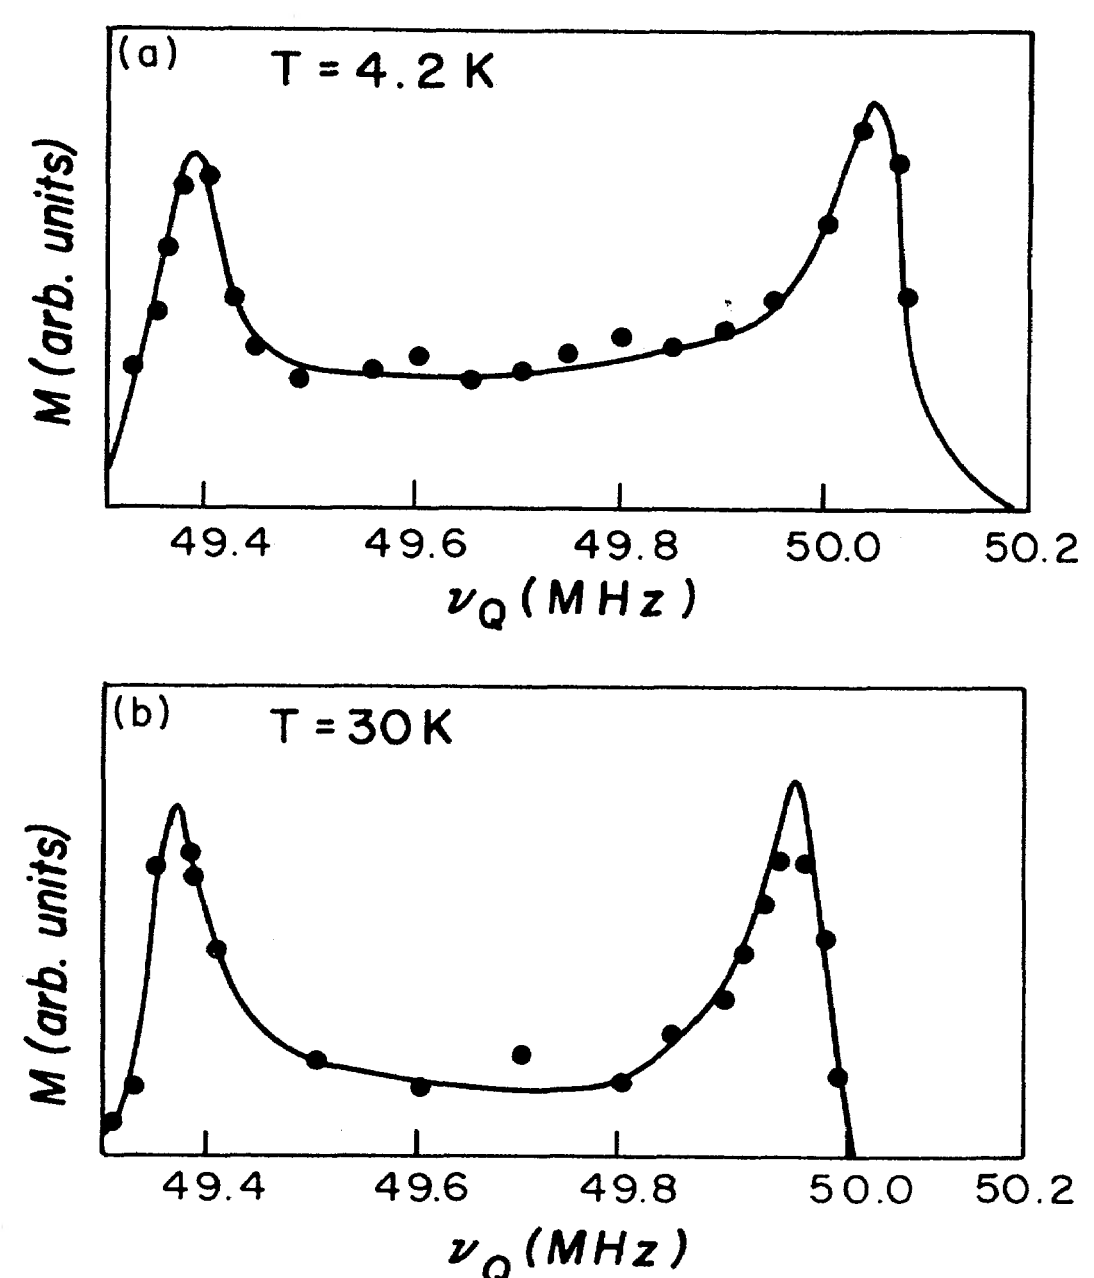 (a)
T = 4.2 K
M (arb. units)
49.4 49.6 49.8 50.0 50.2
νQ (MHz)
(b)
T = 30 K
M (arb. units)
49.4 49.6 49.8 50.0 50.2
νQ (MHz)